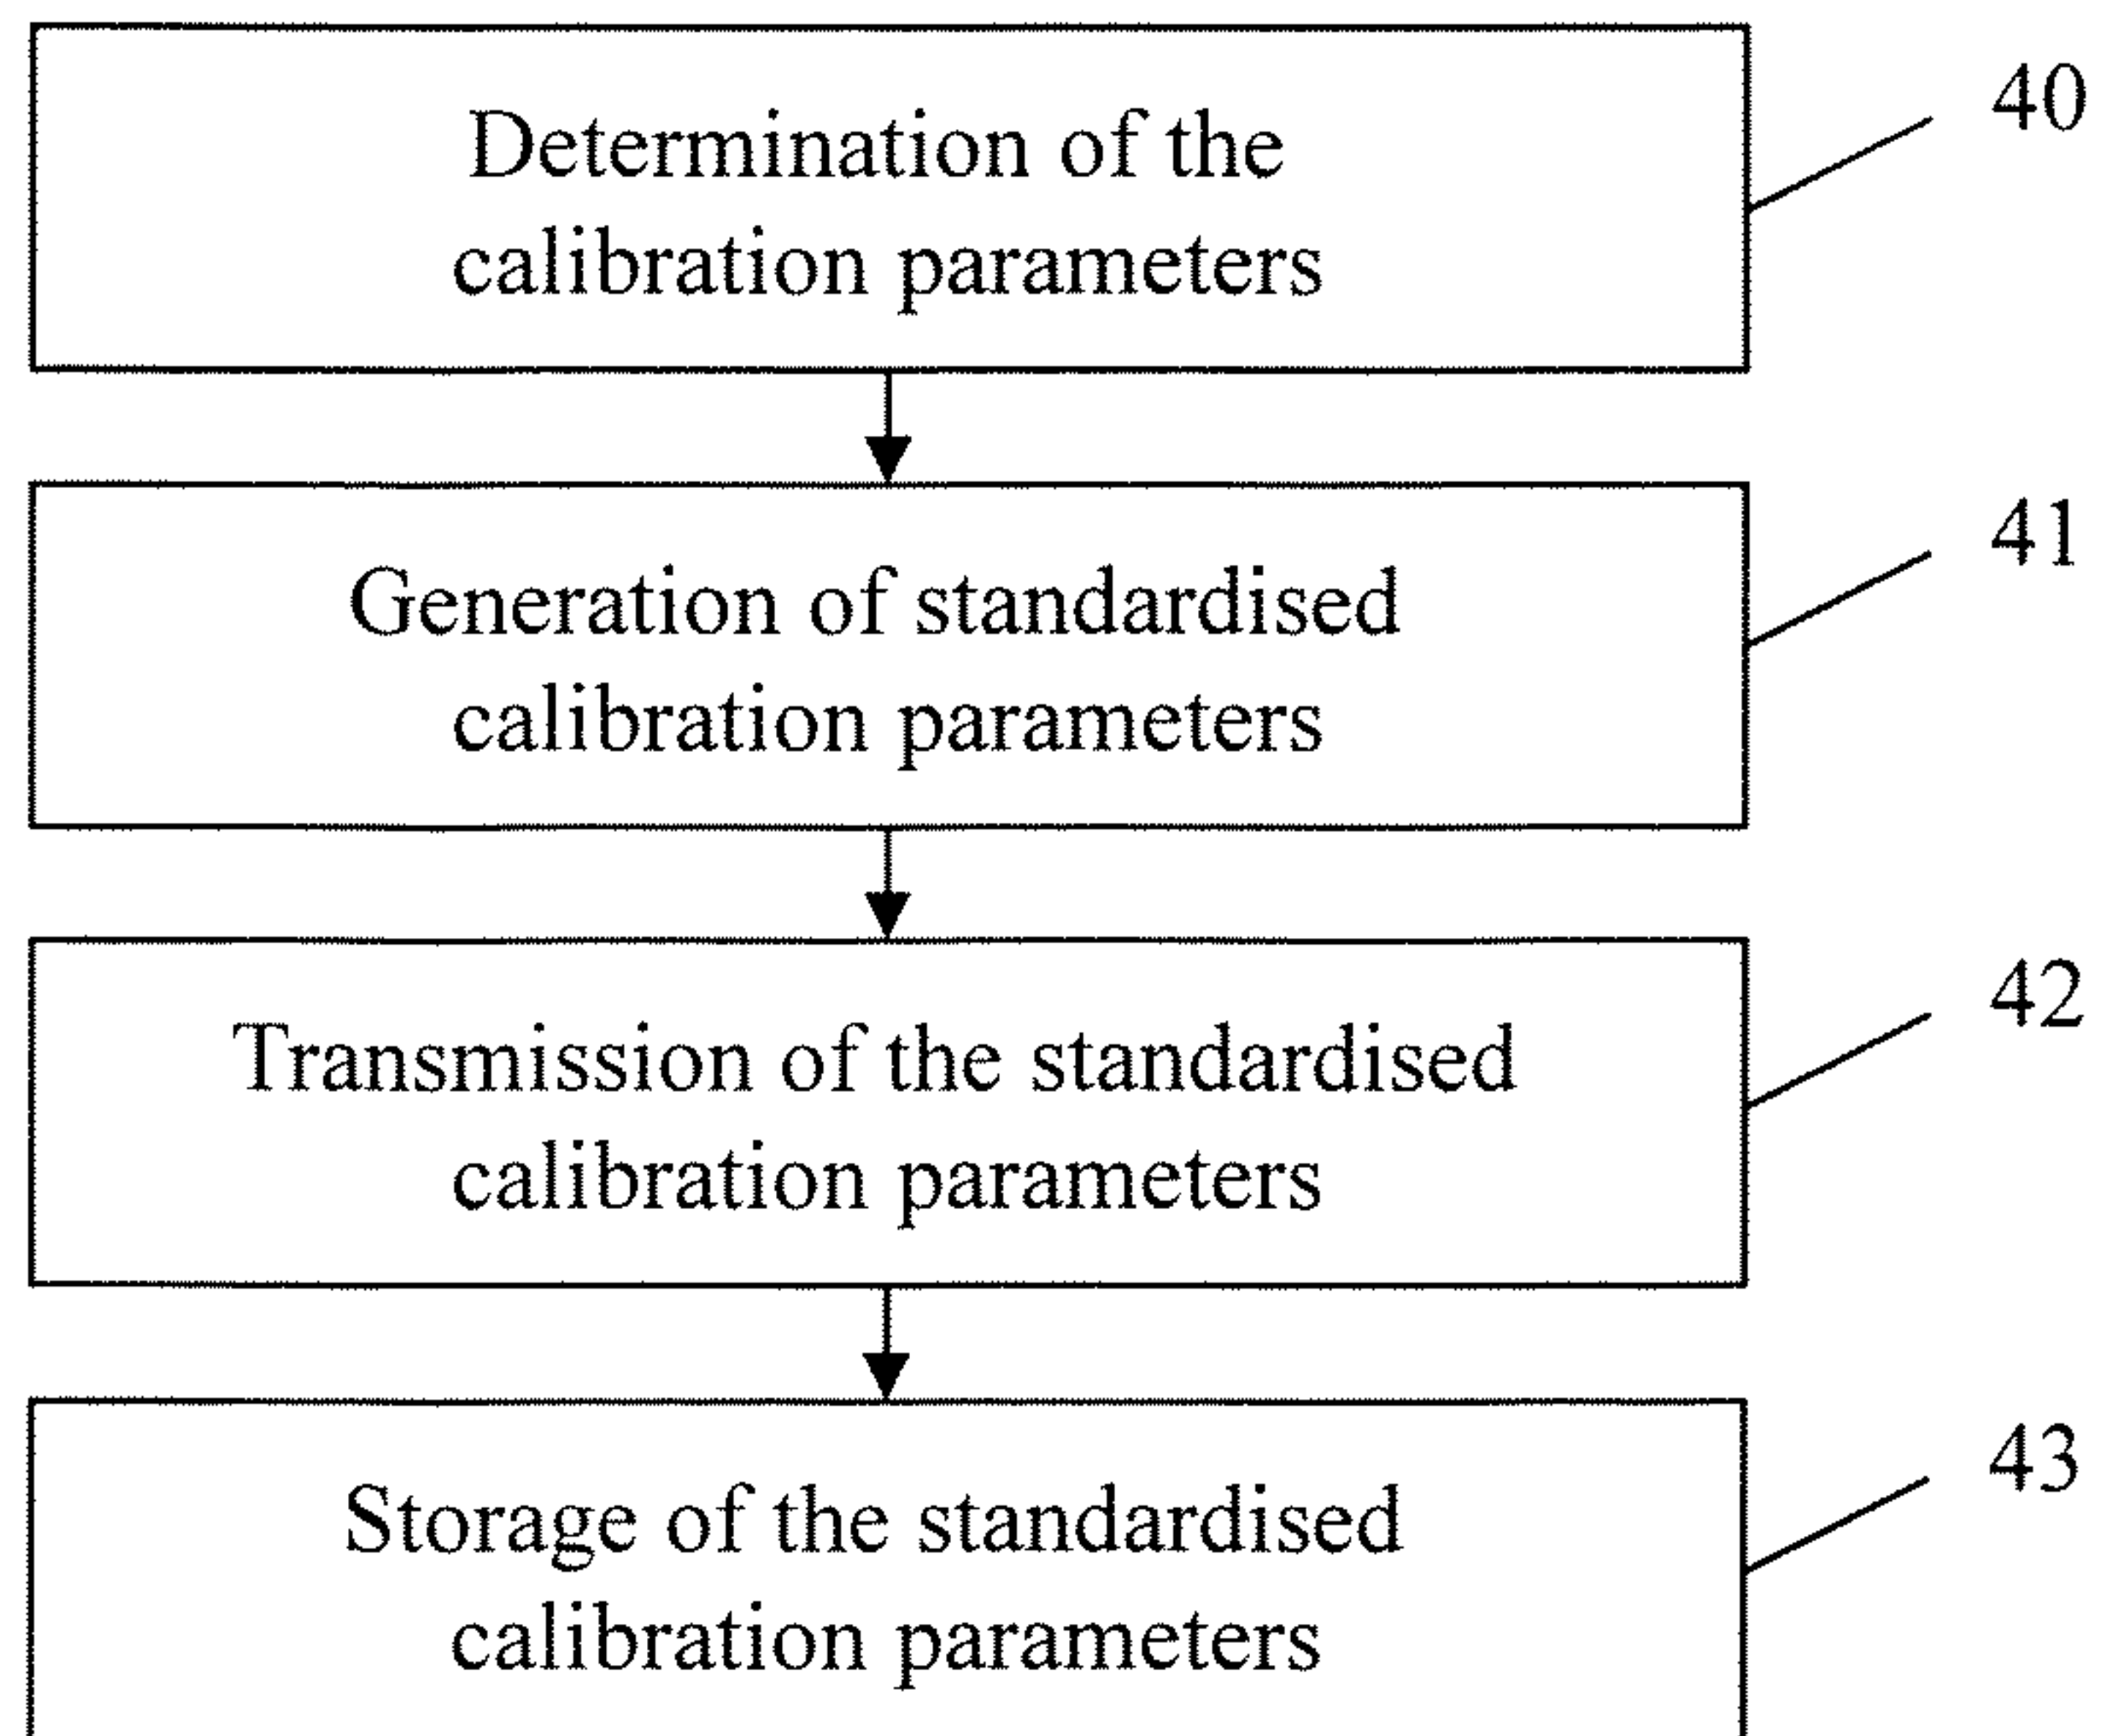 Determination of the
calibration parameters
40
Generation of standardised
calibration parameters
41
Transmission of the standardised
calibration parameters
42
Storage of the standardised
calibration parameters
43